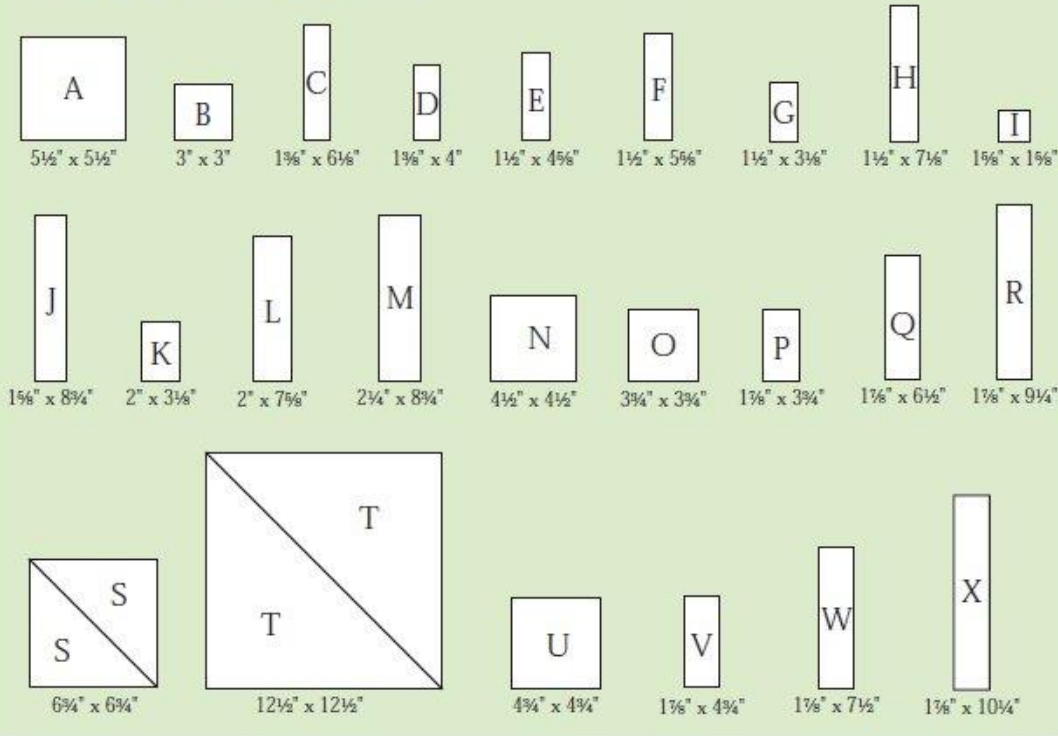 A B C D E F G H I
5½" x 5½" 3" x 3" 1⅜" x 6⅛" 1⅜" x 4" 1½" x 4⅝" 1½" x 5⅝" 1½" x 3⅛" 1½" x 7⅛" 1⅝" x 1⅝"
J K L M N O P Q R
1⅝" x 8¾" 2" x 3⅛" 2" x 7⅝" 2¼" x 8¾" 4½" x 4½" 3¾" x 3¾" 1⅞" x 3¾" 1⅞" x 6½" 1⅞" x 9¼"
S S T T U V W X
6¾" x 6¾" 12½" x 12½" 4¾" x 4¾" 1⅞" x 4¾" 1⅞" x 7½" 1⅞" x 10¼"